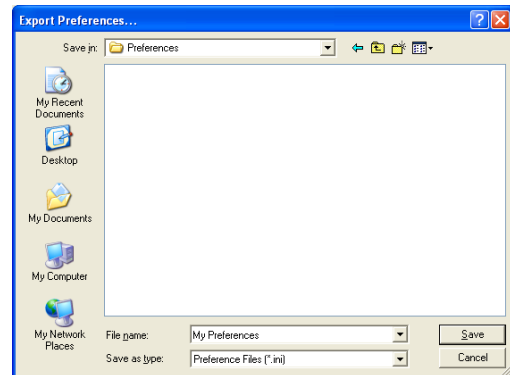 Export Preferences...
Save in:
Preferences
My Recent
Documents
Desktop
My Documents
My Computer
My Network
Places
File name:
My Preferences
Save
Save as type:
Preference Files (*.ini)
Cancel